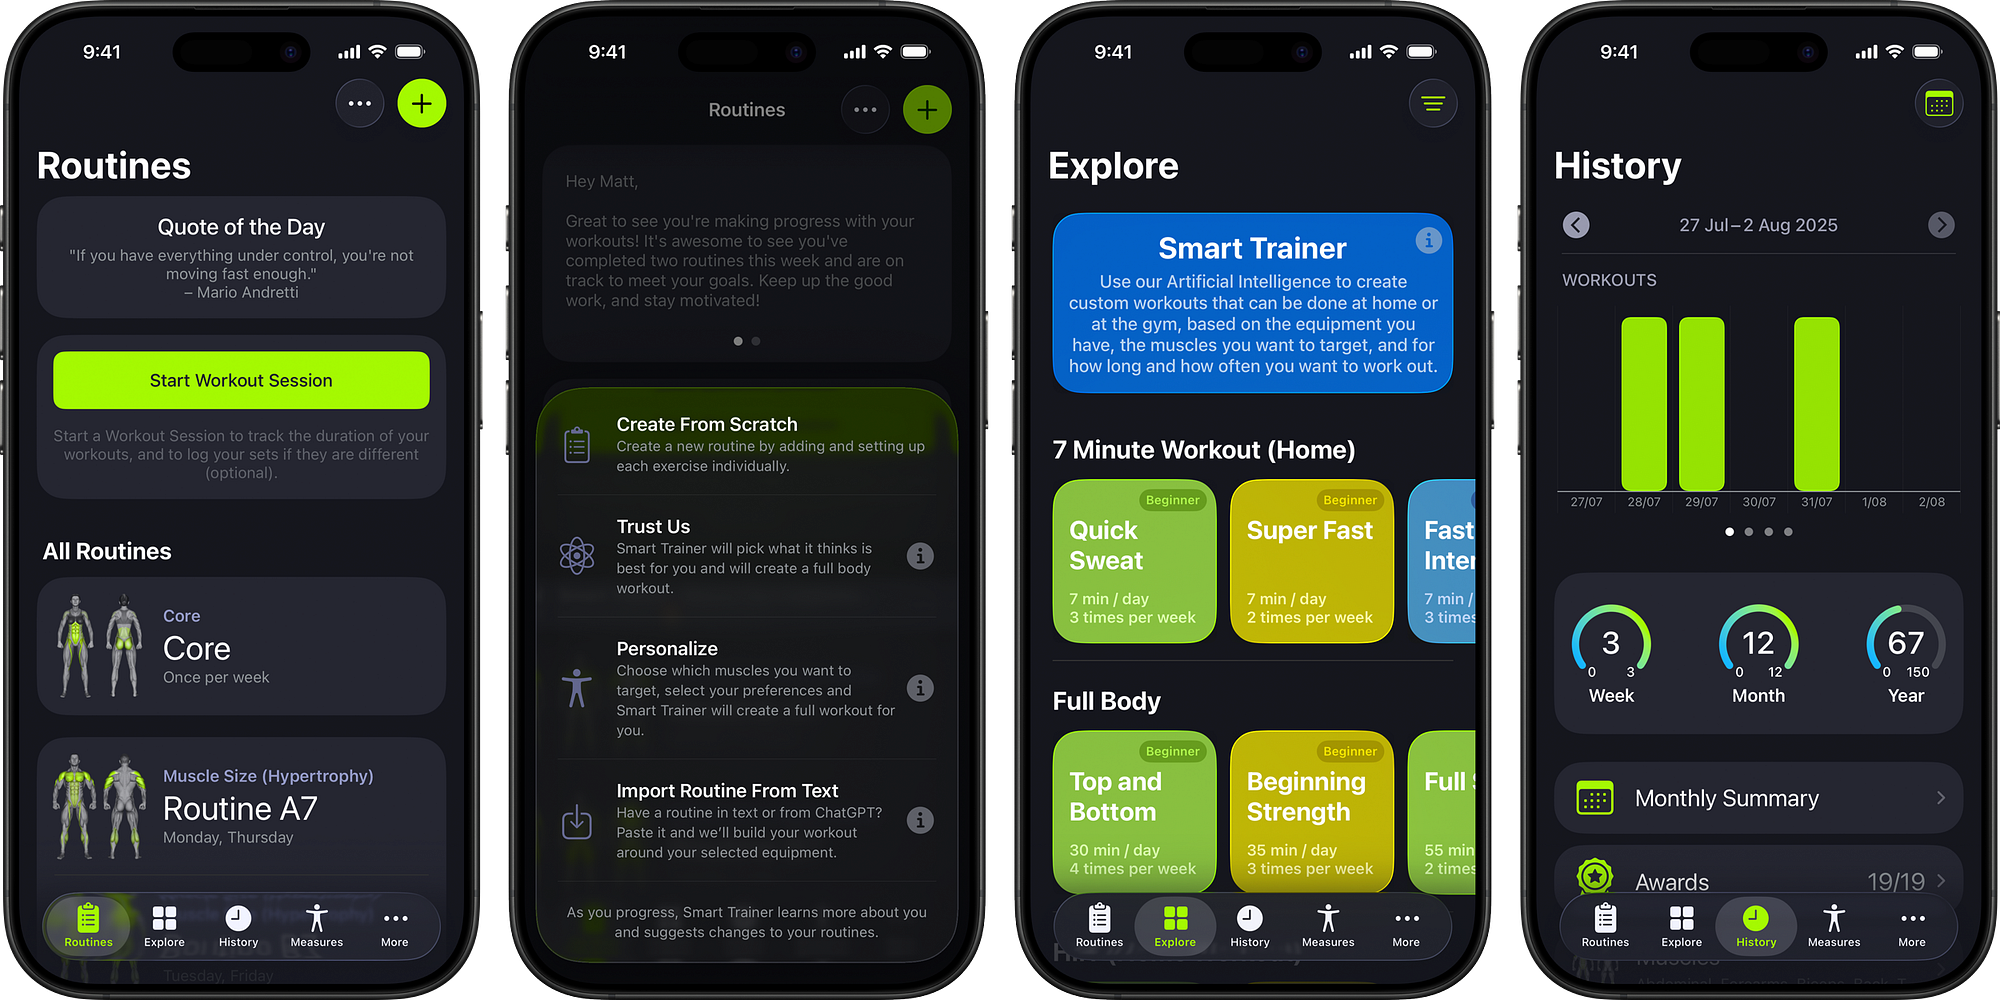 9:41
Routines
Quote of the Day
"If you have everything under control, you're not
moving fast enough."
– Mario Andretti
Start Workout Session
Start a Workout Session to track the duration of your
workouts, and to log your sets if they are different
(optional).
All Routines
Core
Core
Once per week
Muscle Size (Hypertrophy)
Routine A7
Monday, Thursday
Routines
Explore
History
Measures
More
Tuesday, Friday
9:41
Routines
Hey Matt,
Great to see you're making progress with your
workouts! It's awesome to see you've
completed two routines this week and are on
track to meet your goals. Keep up the good
work, and stay motivated!
Create From Scratch
Create a new routine by adding and setting up
each exercise individually.
Trust Us
Smart Trainer will pick what it thinks is
best for you and will create a full body
workout.
Personalize
Choose which muscles you want to
target, select your preferences and
Smart Trainer will create a full workout for
you.
Import Routine From Text
Have a routine in text or from ChatGPT?
Paste it and we'll build your workout
around your selected equipment.
As you progress, Smart Trainer learns more about you
and suggests changes to your routines.
9:41
Explore
Smart Trainer
Use our Artificial Intelligence to create
custom workouts that can be done at home or
at the gym, based on the equipment you
have, the muscles you want to target, and for
how long and how often you want to work out.
7 Minute Workout (Home)
Beginner
Quick
Sweat
7 min / day
3 times per week
Beginner
Super Fast
7 min / day
2 times per week
Fast
Inter
7 min /
3 times
Full Body
Beginner
Top and
Bottom
30 min / day
4 times per week
Beginner
Beginning
Strength
35 min / day
3 times per week
Full
55 min
2 times
Routines
Explore
History
Measures
More
9:41
History
27 Jul–2 Aug 2025
WORKOUTS
27/07
28/07
29/07
30/07
31/07
1/08
2/08
3
0
3
Week
12
0
12
Month
67
0
150
Year
Monthly Summary
Awards
19/19
Routines
Explore
History
Measures
More
Muscles